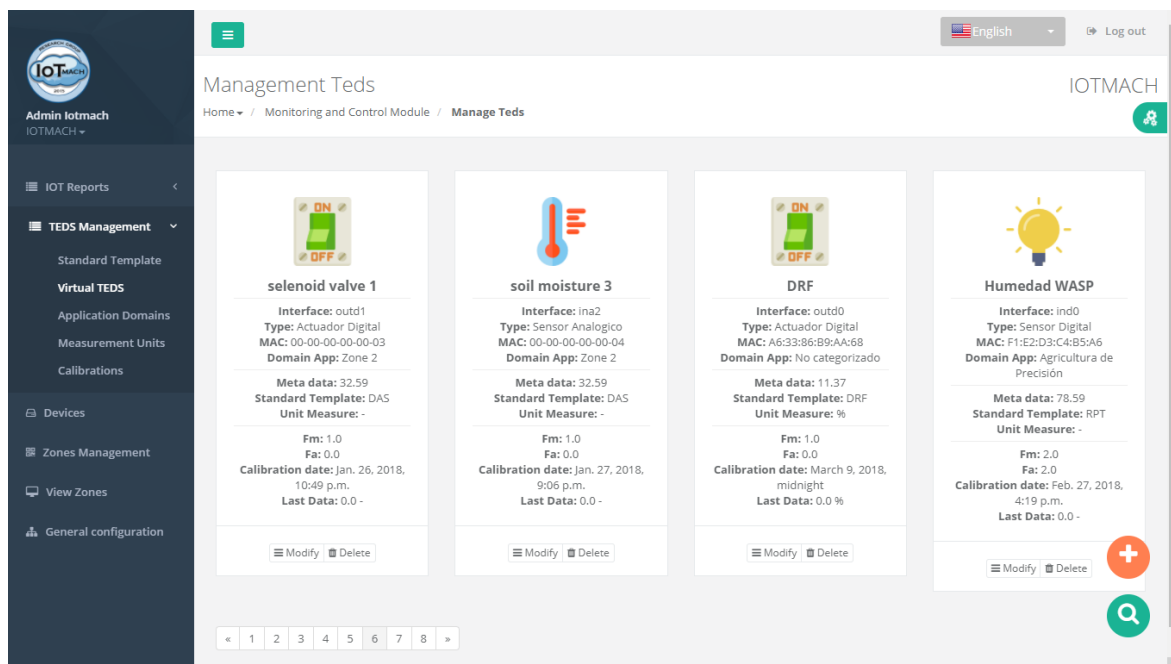 English
Log out
RESEARCH GROUP
IoTMACH
2015
Admin Iotmach
IOTMACH
Management Teds
IOTMACH
Home / Monitoring and Control Module / Manage Teds
IOT Reports
TEDS Management
Standard Template
Virtual TEDS
Application Domains
Measurement Units
Calibrations
Devices
Zones Management
View Zones
General configuration
ON
OFF
selenoid valve 1
Interface: outd1
Type: Actuador Digital
MAC: 00-00-00-00-00-03
Domain App: Zone 2
Meta data: 32.59
Standard Template: DAS
Unit Measure: -
Fm: 1.0
Fa: 0.0
Calibration date: Jan. 26, 2018,
10:49 p.m.
Last Data: 0.0 -
Modify Delete
soil moisture 3
Interface: ina2
Type: Sensor Analogico
MAC: 00-00-00-00-00-04
Domain App: Zone 2
Meta data: 32.59
Standard Template: DAS
Unit Measure: -
Fm: 1.0
Fa: 0.0
Calibration date: Jan. 27, 2018,
9:06 p.m.
Last Data: 0.0 -
Modify Delete
ON
OFF
DRF
Interface: outd0
Type: Actuador Digital
MAC: A6:33:86:B9:AA:68
Domain App: No categorizado
Meta data: 11.37
Standard Template: DRF
Unit Measure: %
Fm: 1.0
Fa: 0.0
Calibration date: March 9, 2018,
midnight
Last Data: 0.0 %
Modify Delete
Humedad WASP
Interface: ind0
Type: Sensor Digital
MAC: F1:E2:D3:C4:B5:A6
Domain App: Agricultura de
Precisión
Meta data: 78.59
Standard Template: RPT
Unit Measure: -
Fm: 2.0
Fa: 2.0
Calibration date: Feb. 27, 2018,
4:19 p.m.
Last Data: 0.0 -
Modify Delete
« 1 2 3 4 5 6 7 8 »